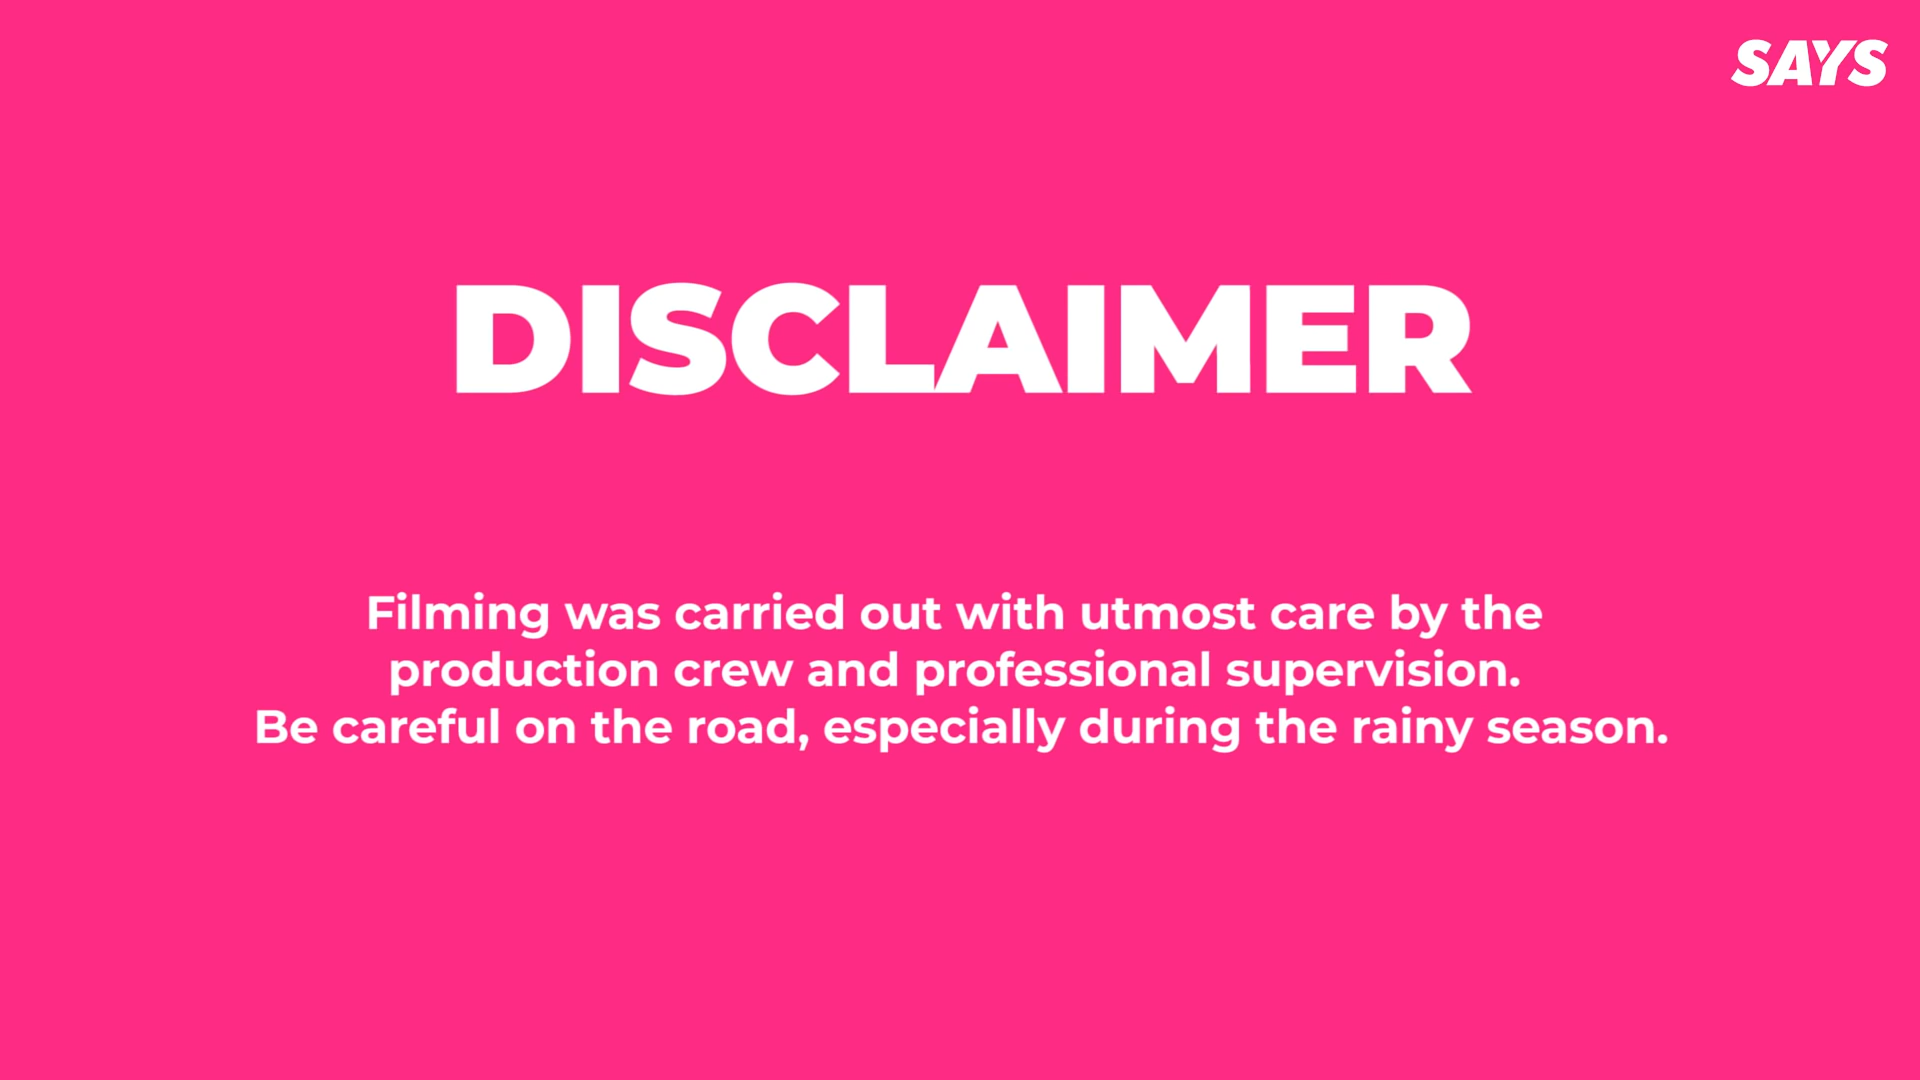 SAYS
DISCLAIMER
Filming was carried out with utmost care by the
production crew and professional supervision.
Be careful on the road, especially during the rainy season.